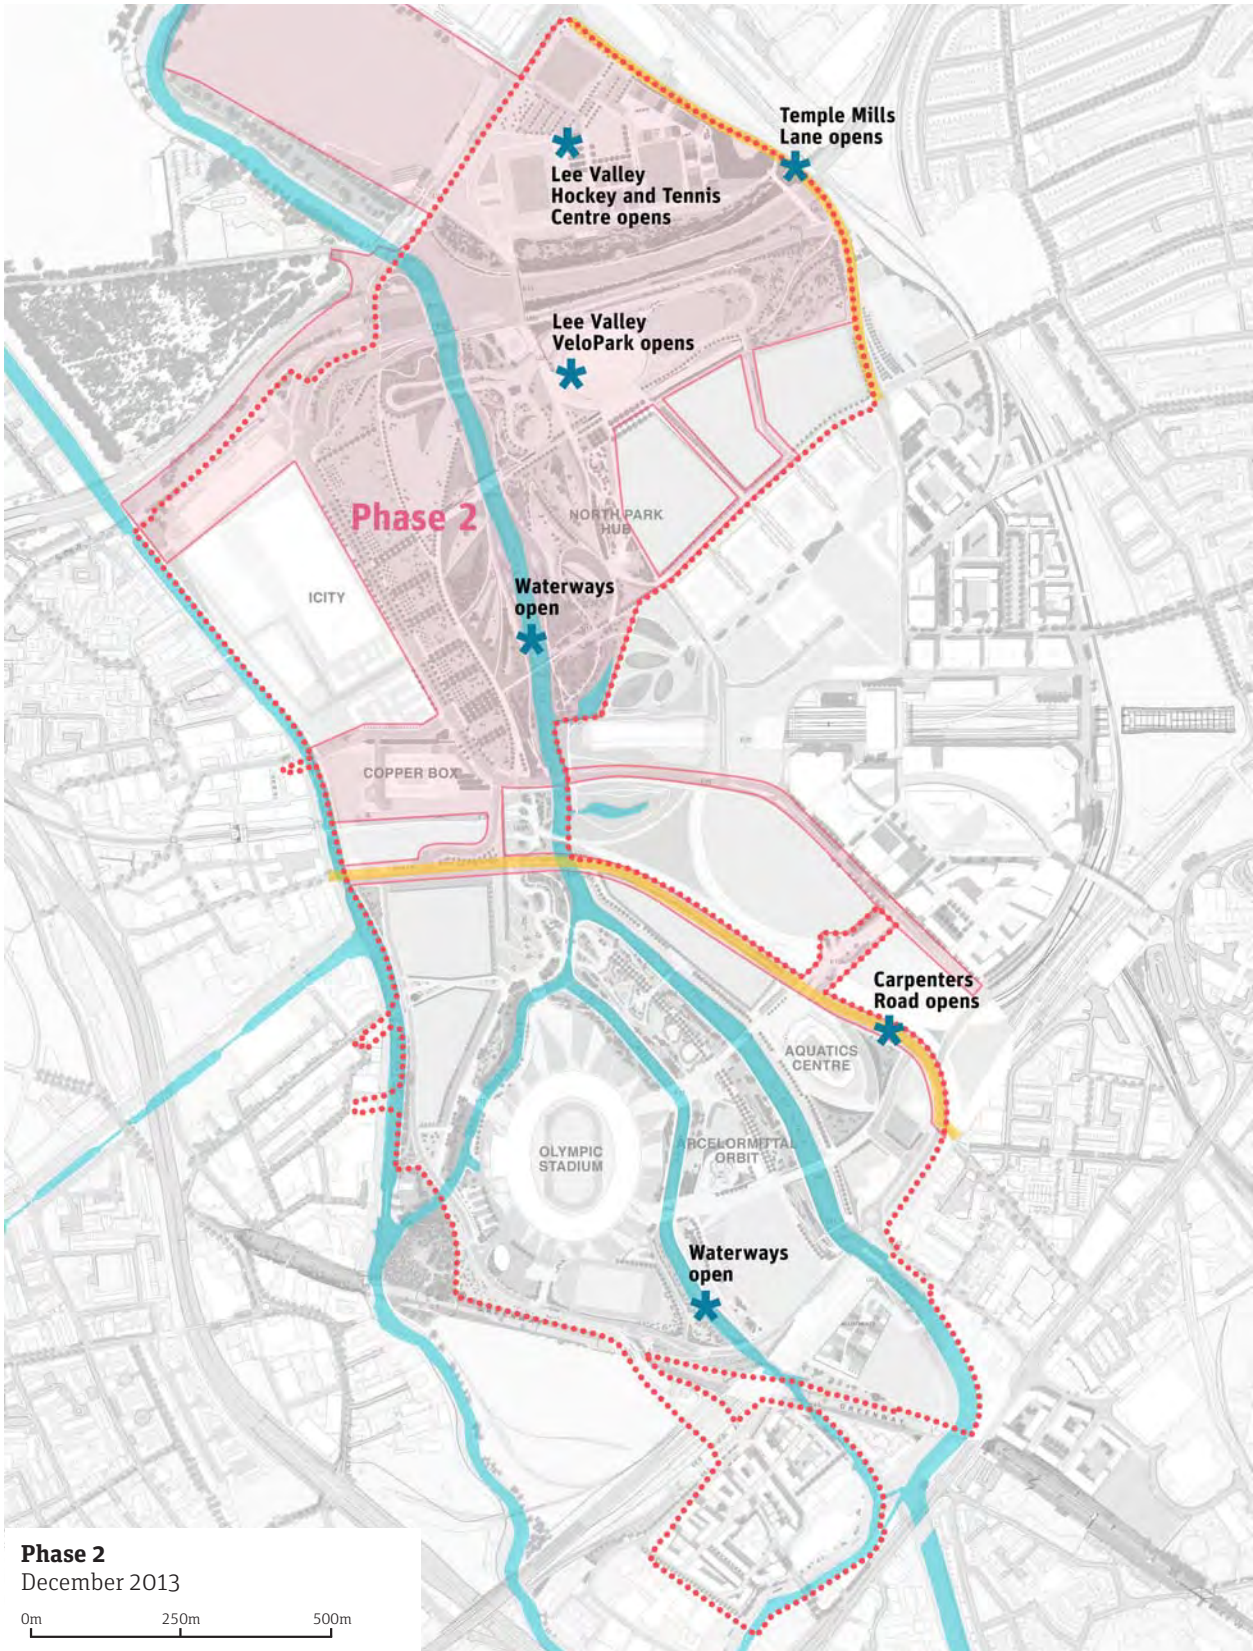 Temple Mills
Lane opens
Lee Valley
Hockey and Tennis
Centre opens
Lee Valley
VeloPark opens
Phase 2
NORTH PARK
HUB
Waterways
open
ICITY
COPPER BOX
Carpenters
Road opens
AQUATICS
CENTRE
OLYMPIC
STADIUM
ARCELORMITTAL
ORBIT
Waterways
open
GREENWAY
Phase 2
December 2013
0m 250m 500m